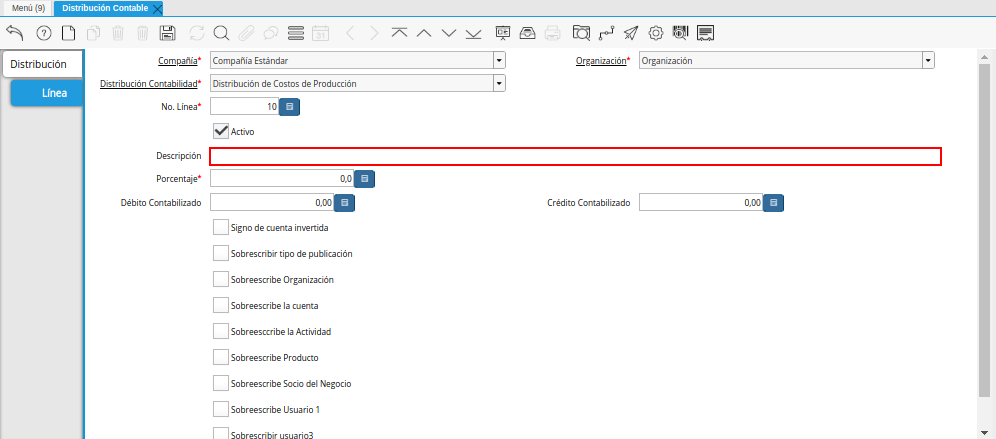 Menú (9) Distribución Contable
Distribución
Línea
Compañía* Compañía Estándar Organización* Organización
Distribución Contabilidad* Distribución de Costos de Producción
No. Línea* 10
Activo
Descripción
Porcentaje* 0,0
Débito Contabilizado 0,00 Crédito Contabilizado 0,00
Signo de cuenta invertida
Sobrescribir tipo de publicación
Sobreescribe Organización
Sobreescribe la cuenta
Sobreesccribe la Actividad
Sobreescribe Producto
Sobreescribe Socio del Negocio
Sobreescribe Usuario 1
Sobrescribir usuario3